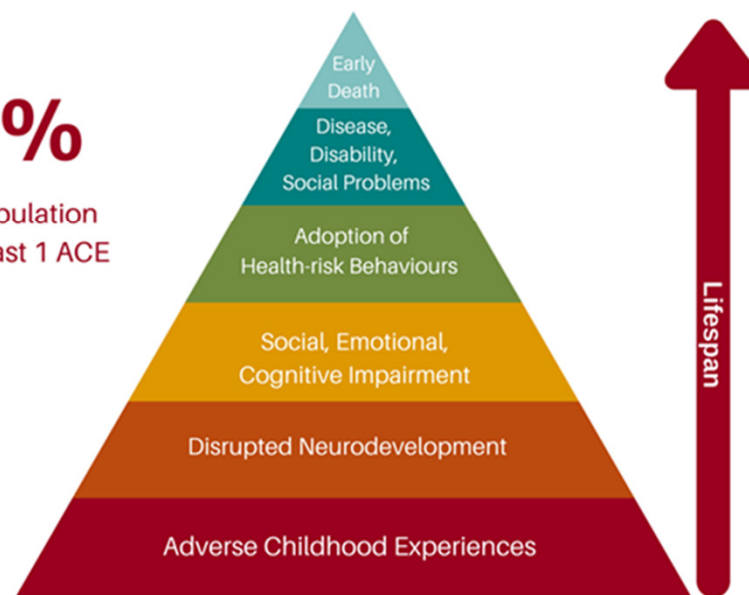 %
ast 1 ACE
Early
Death
Disease,
Disability,
Social Problems
Adoption of
Health-risk Behaviours
Social, Emotional,
Cognitive Impairment
Disrupted Neurodevelopment
Adverse Childhood Experiences
Lifespan